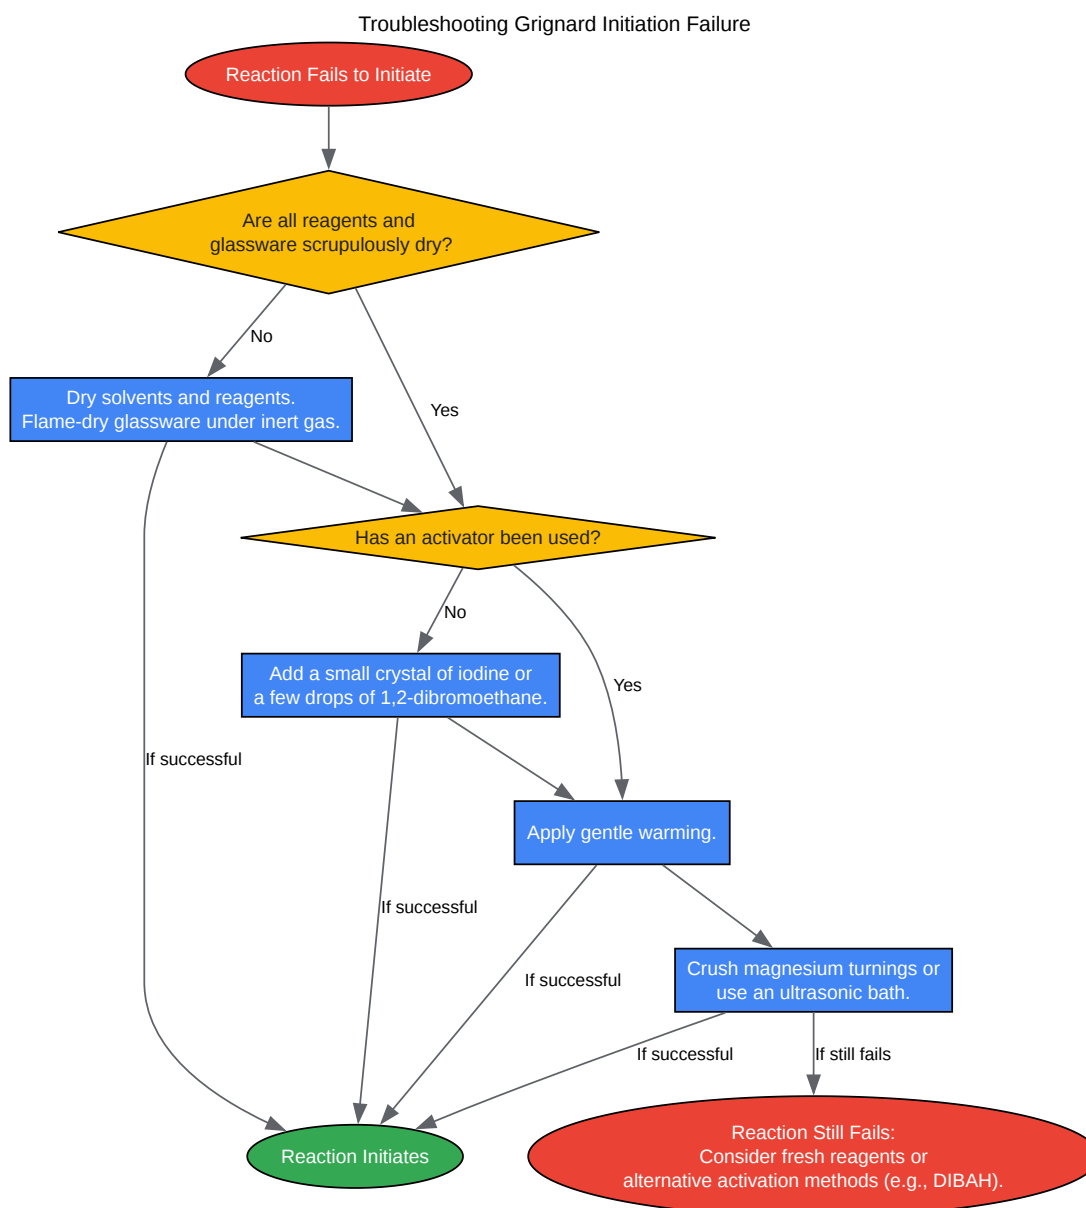 Troubleshooting Grignard Initiation Failure
Reaction Fails to Initiate
Are all reagents and
glassware scrupulously dry?
No
Dry solvents and reagents.
Flame-dry glassware under inert gas.
Yes
Has an activator been used?
No
Add a small crystal of iodine or
a few drops of 1,2-dibromoethane.
Yes
If successful
Apply gentle warming.
If successful
Crush magnesium turnings or
use an ultrasonic bath.
If successful
If successful
If still fails
Reaction Initiates
Reaction Still Fails:
Consider fresh reagents or
alternative activation methods (e.g., DIBAH).